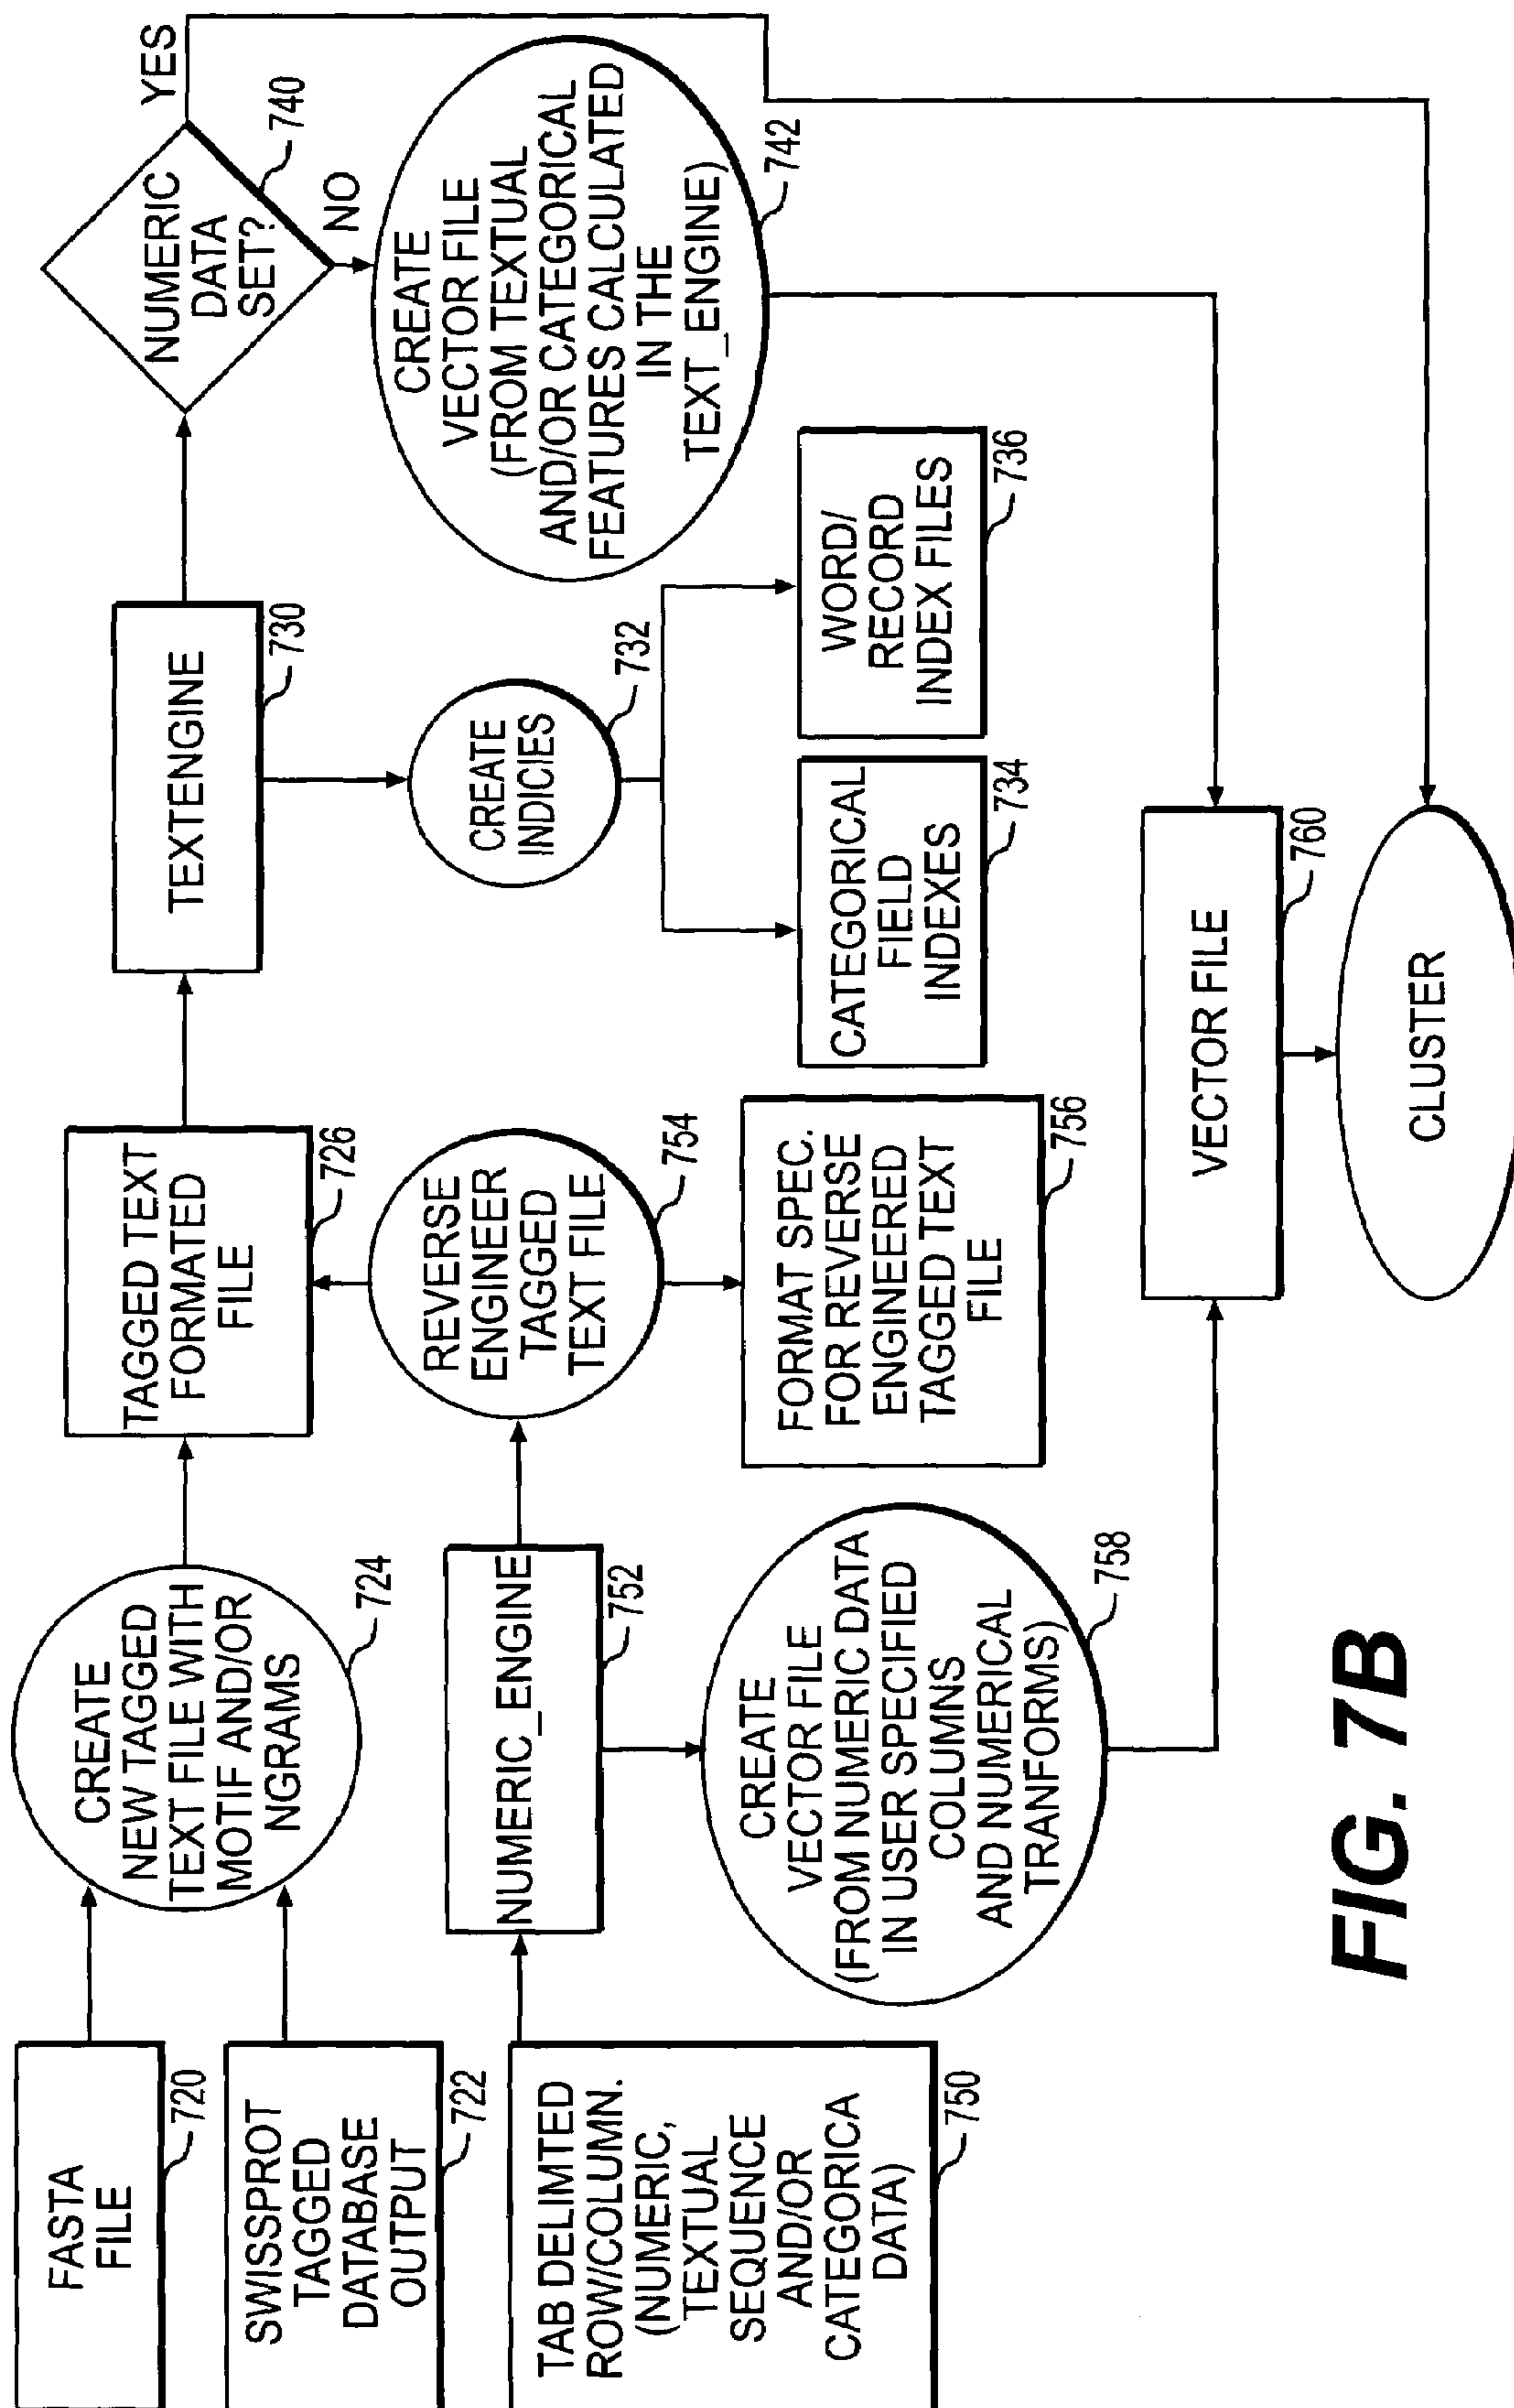 FASTA
FILE
720
SWISSPROT
TAGGED
DATABASE
OUTPUT
722
TAB DELIMITED
ROW/COLUMN.
(NUMERIC,
TEXTUAL
SEQUENCE
AND/OR
CATEGORICA
DATA)
750
CREATE
NEW TAGGED
TEXT FILE WITH
MOTIF AND/OR
NGRAMS
724
NUMERIC_ENGINE
752
CREATE
VECTOR FILE
(FROM NUMERIC DATA
IN USER SPECIFIED
COLUMNS
AND NUMERICAL
TRANFORMS)
758
TAGGED TEXT
FORMATED
FILE
726
REVERSE
ENGINEER
TAGGED
TEXT FILE
754
FORMAT SPEC.
FOR REVERSE
ENGINEERED
TAGGED TEXT
FILE
756
TEXTENGINE
730
CREATE
INDICIES
732
CATEGORICAL
FIELD
INDEXES
734
WORD/
RECORD
INDEX FILES
736
NUMERIC
DATA
SET?
740
YES
NO
CREATE
VECTOR FILE
(FROM TEXTUAL
AND/OR CATEGORICAL
FEATURES CALCULATED
IN THE
TEXT_ENGINE)
742
VECTOR FILE
760
CLUSTER
FIG. 7B